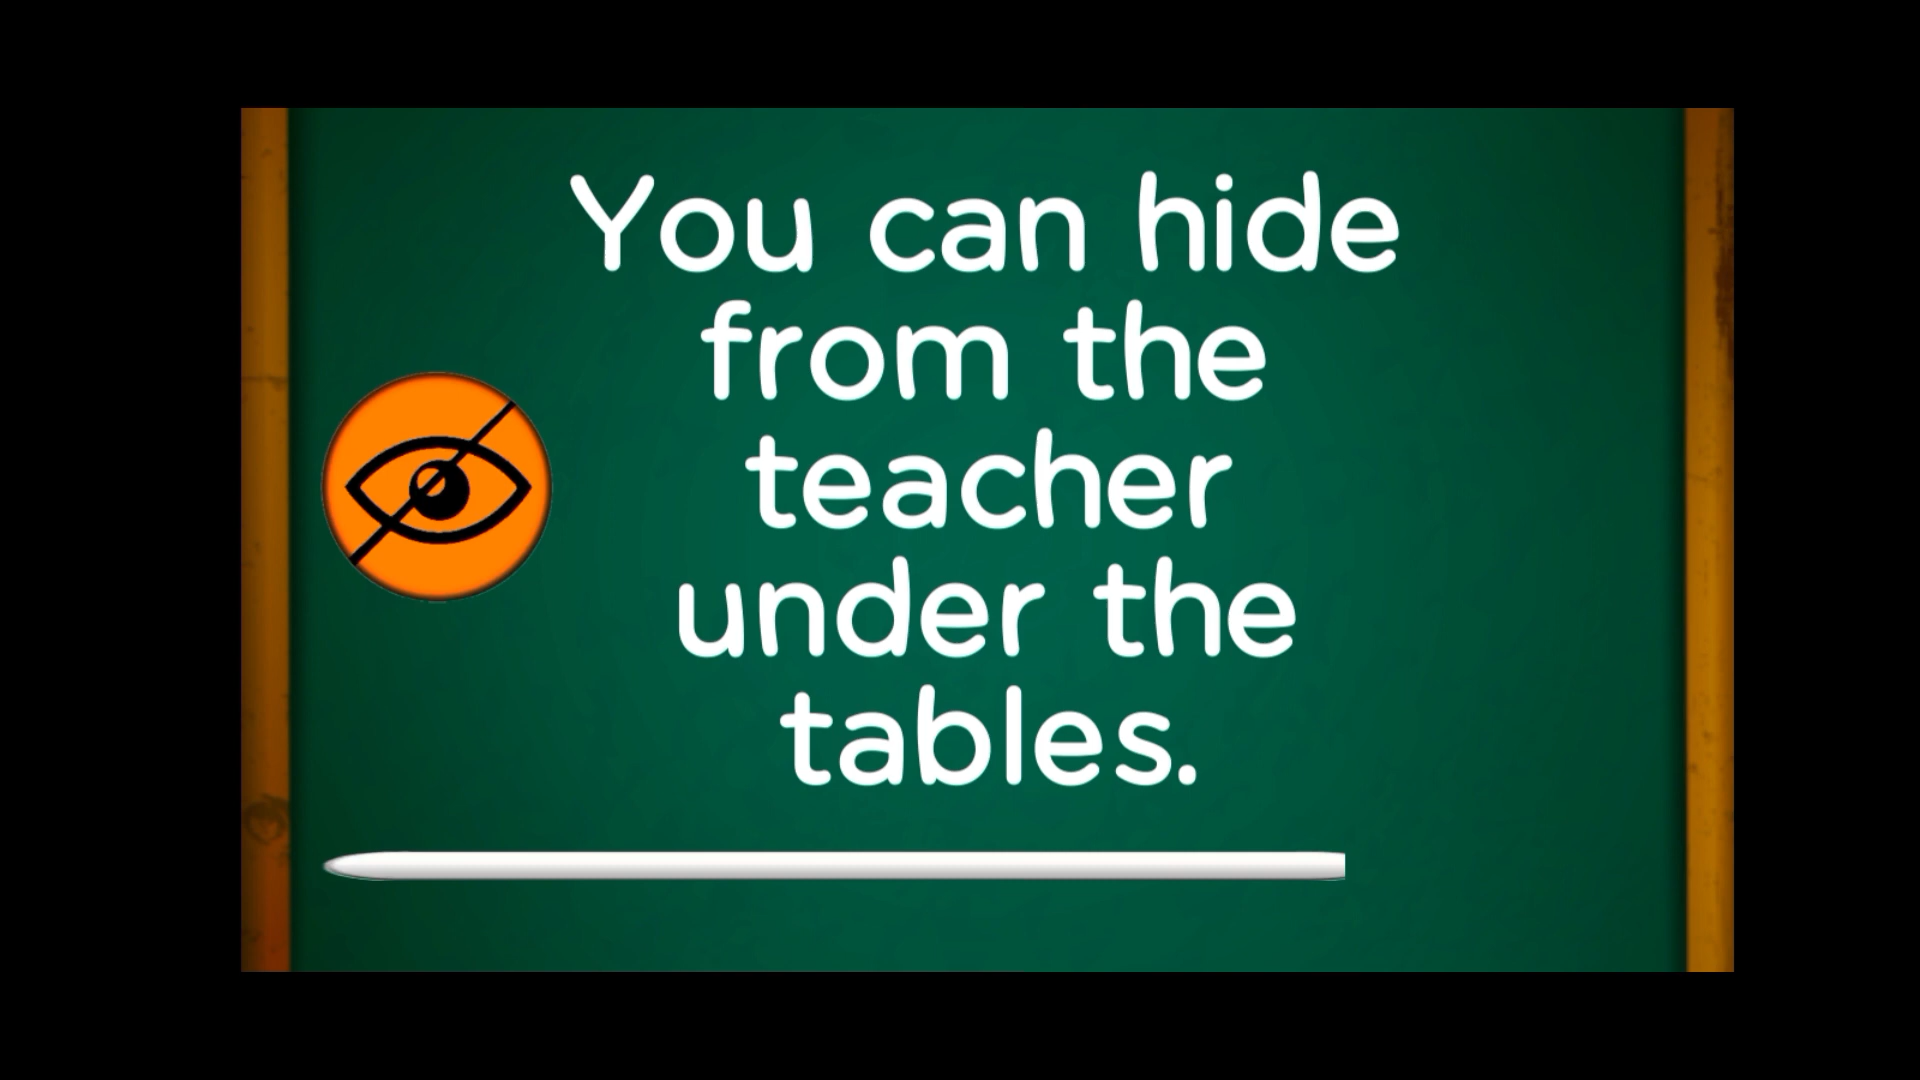 You can hide
from the
teacher
under the
tables.